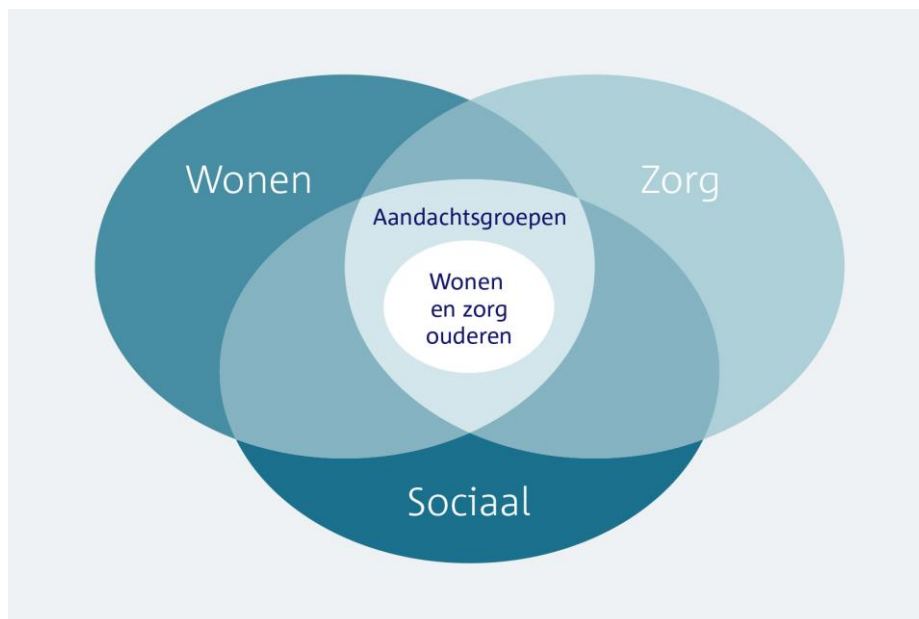 Wonen
Zorg
Aandachtsgroepen
Wonen
en zorg
ouderen
Sociaal